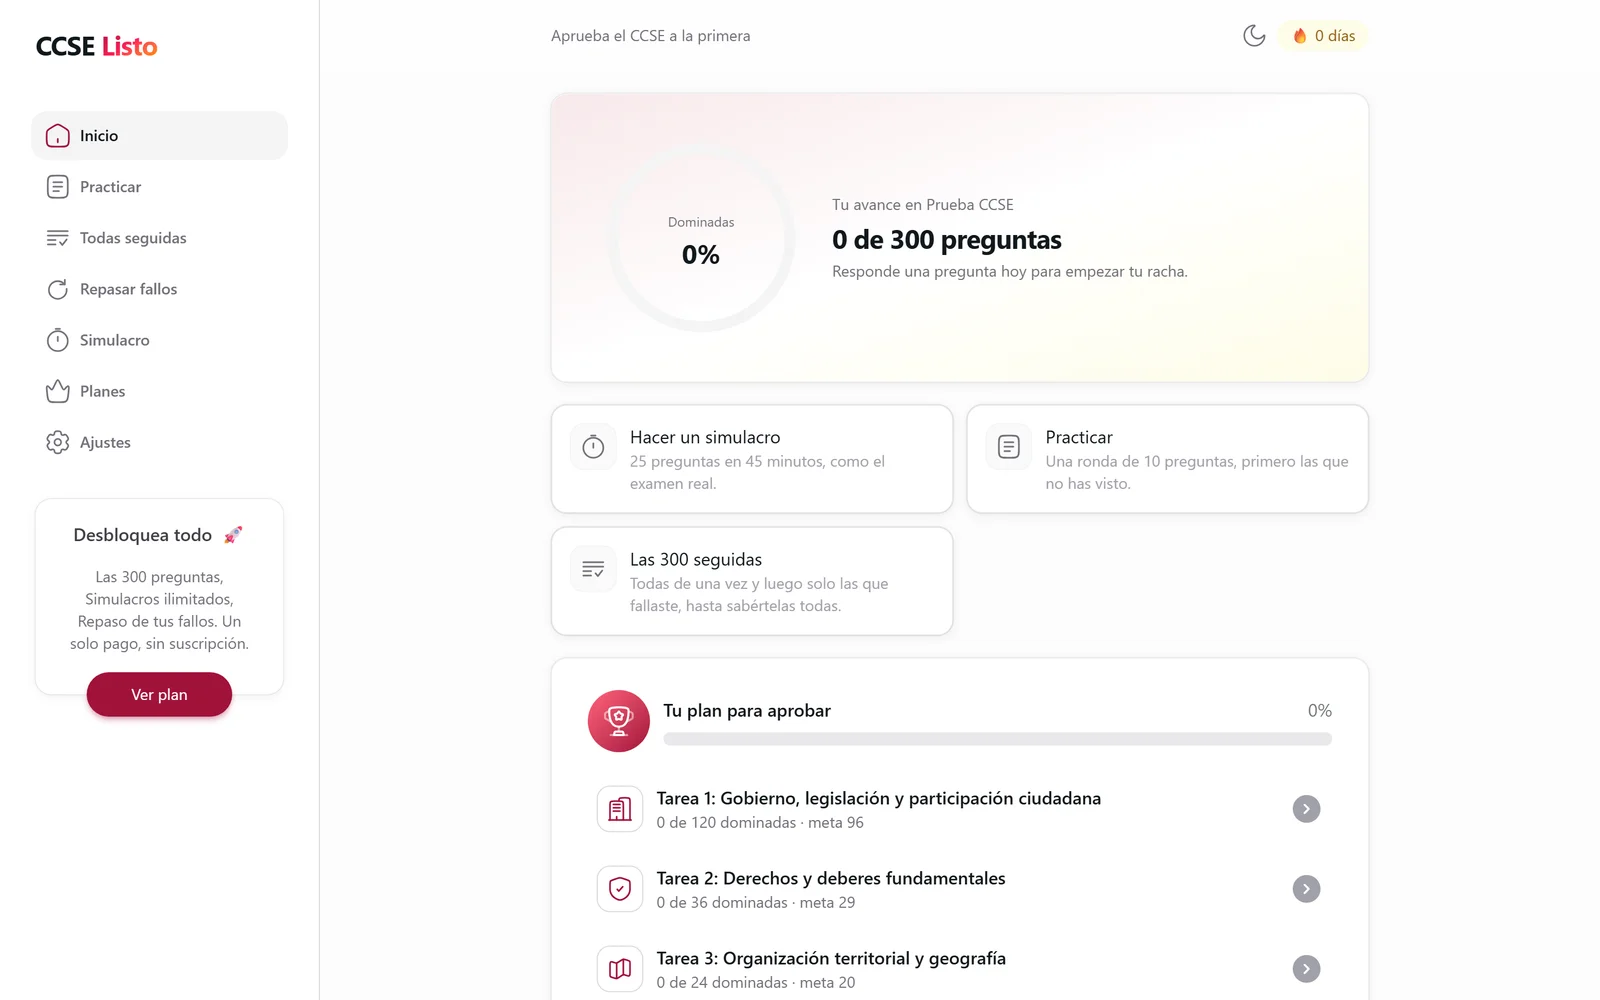 CCSE Listo
Inicio
Practicar
Todas seguidas
Repasar fallos
Simulacro
Planes
Ajustes
Desbloquea todo 🚀
Las 300 preguntas,
Simulacros ilimitados,
Repaso de tus fallos. Un
solo pago, sin suscripción.
Ver plan
Aprueba el CCSE a la primera
🔥 0 días
Dominadas
0%
Tu avance en Prueba CCSE
0 de 300 preguntas
Responde una pregunta hoy para empezar tu racha.
Hacer un simulacro
25 preguntas en 45 minutos, como el
examen real.
Practicar
Una ronda de 10 preguntas, primero las que
no has visto.
Las 300 seguidas
Todas de una vez y luego solo las que
fallaste, hasta sabértelas todas.
Tu plan para aprobar
0%
Tarea 1: Gobierno, legislación y participación ciudadana
0 de 120 dominadas · meta 96
Tarea 2: Derechos y deberes fundamentales
0 de 36 dominadas · meta 29
Tarea 3: Organización territorial y geografía
0 de 24 dominadas · meta 20